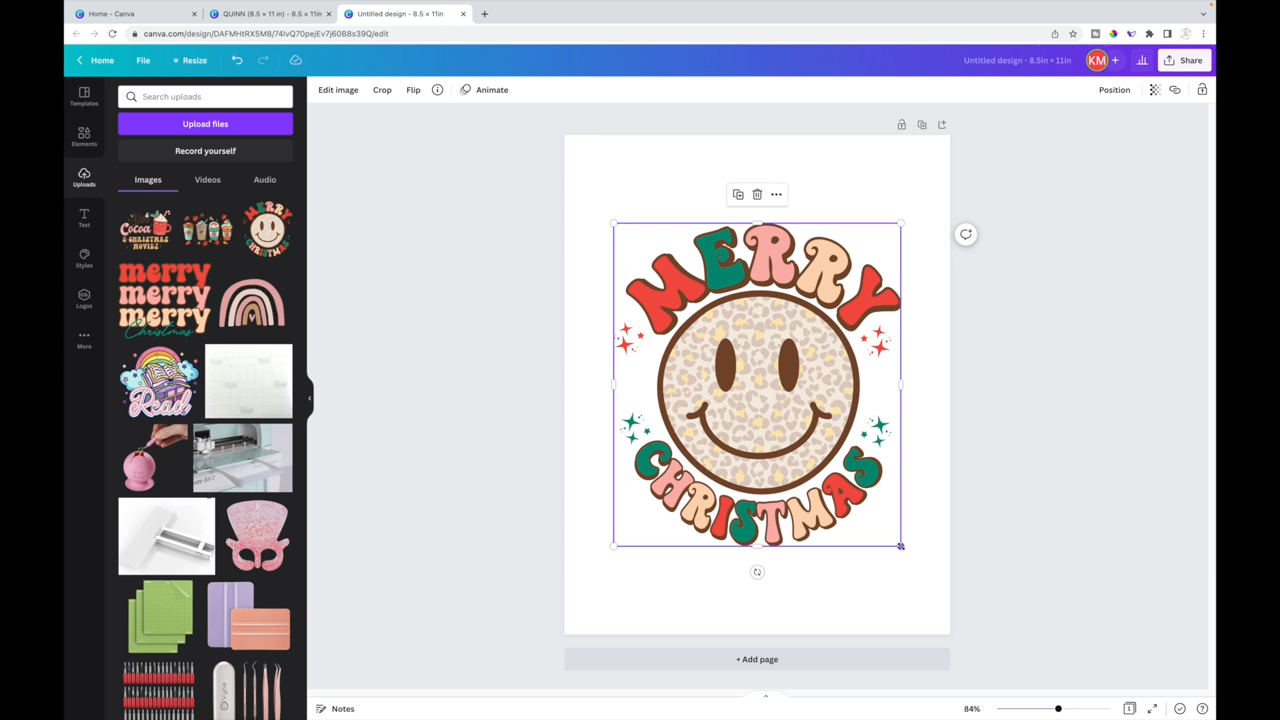 Home - Canva
QUINN (8.5 × 11 in) - 8.5 × 11in
Untitled design - 8.5 × 11in
canva.com/design/DAFMHtRX5M8/74lvQ70pejEv7j60B8s39Q/edit
Home
File
Resize
Untitled design - 8.5in × 11in
KM
Share
Templates
Elements
Uploads
Text
Styles
Logos
More
Search uploads
Upload files
Record yourself
Images
Videos
Audio
Cocoa
& CHRISTMAS
MOVIES
MERRY
CHRISTMAS
merry
merry
merry
Christmas
Read
Edit image
Crop
Flip
Animate
Position
MERRY
CHRISTMAS
+ Add page
Notes
84%
1